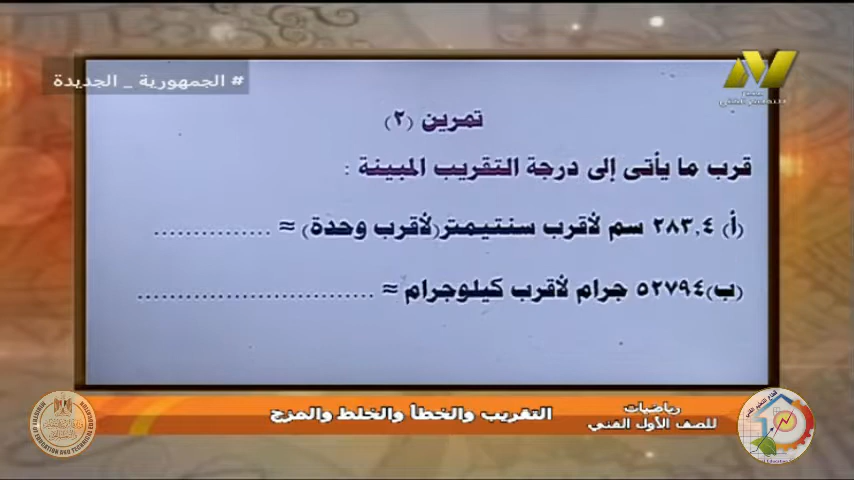 # الجمهورية _ الجديدة
تمرين (٢)
قرب ما يأتى إلى درجة التقريب المبينة :
(أ) ٢٨٣,٤ سم لأقرب سنتيمتر(لأقرب وحدة) ≈ ...............
(ب)٥٢٧٩٤ جرام لأقرب كيلوجرام ≈ ..............................
رياضيات
للصف الأول الفني
التقريب والخطأ والخلط والمزج